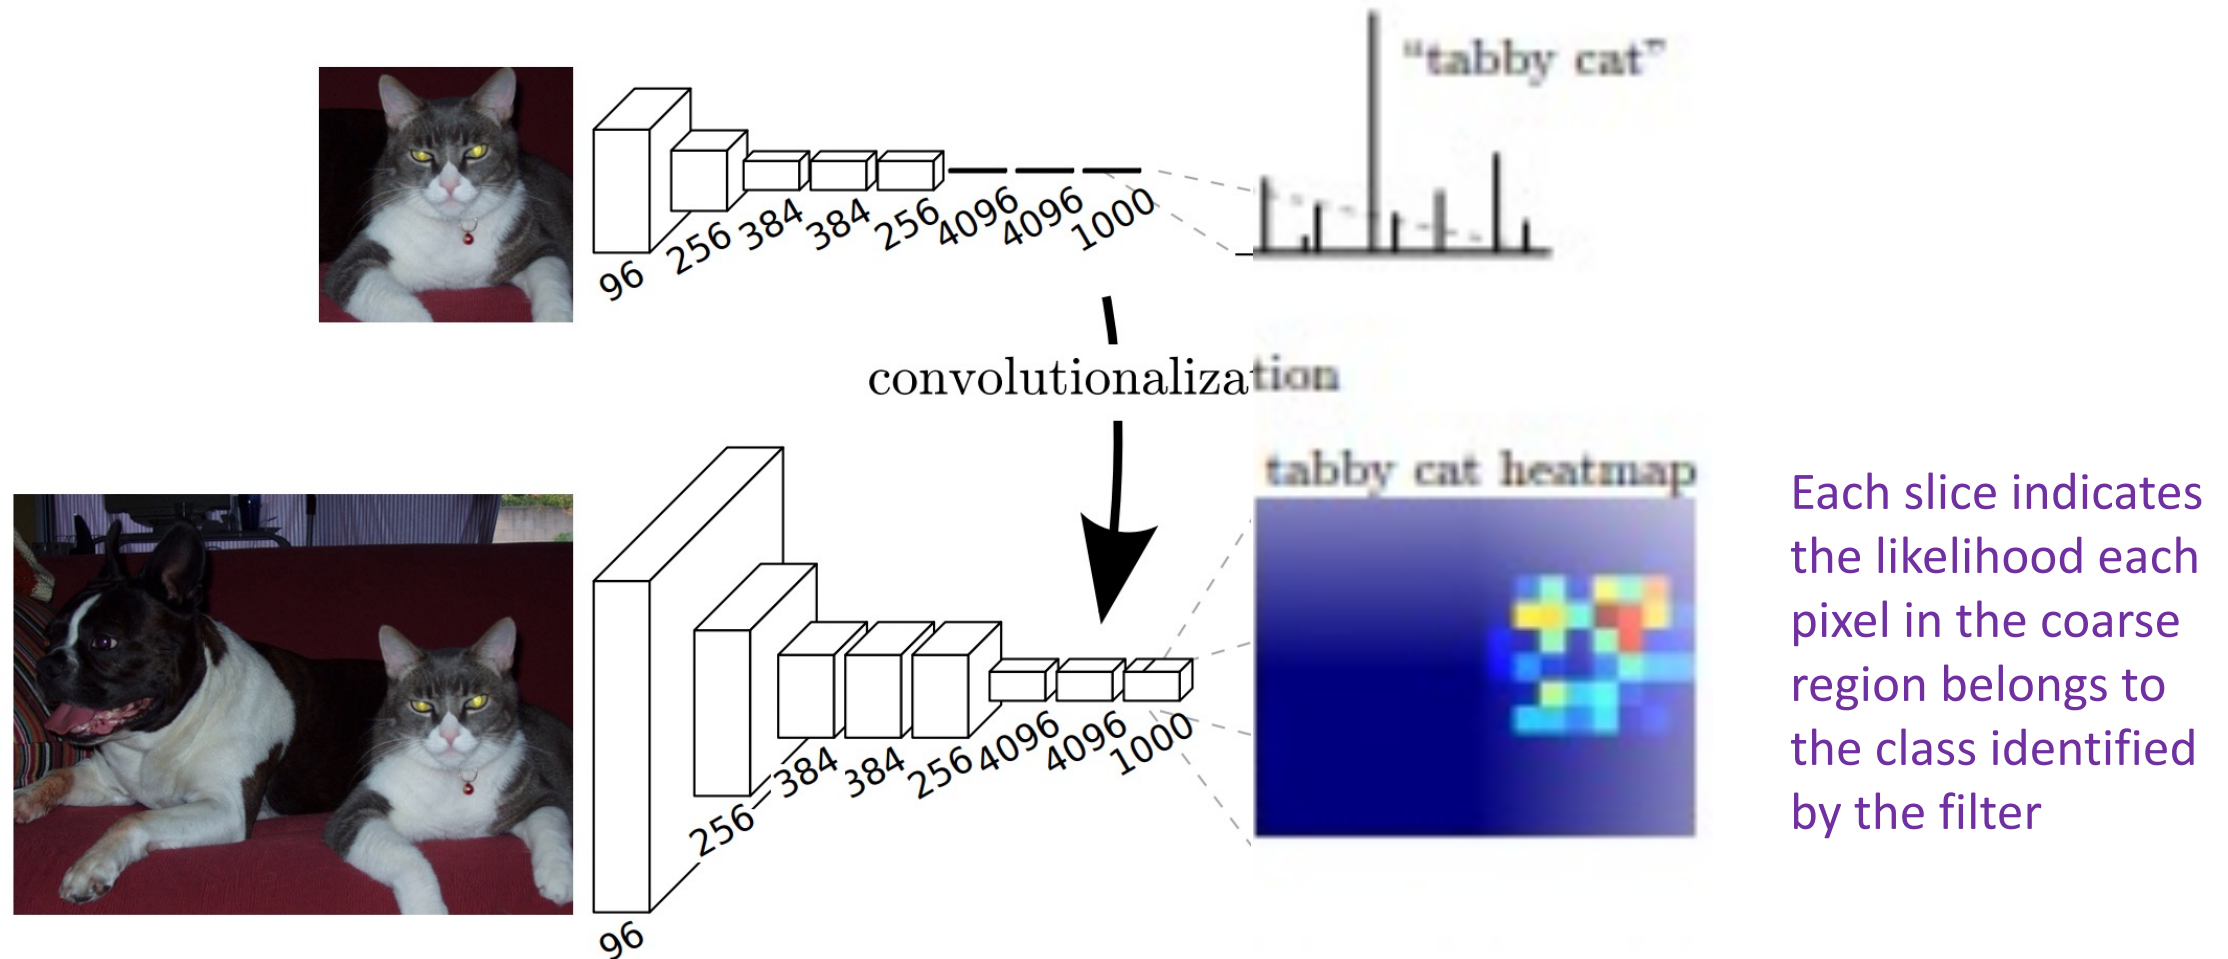 "tabby cat"
96
256
384
384
256
4096
4096
1000
convolutionalization
tabby cat heatmap
96
256
384
384
256
4096
4096
1000
Each slice indicates
the likelihood each
pixel in the coarse
region belongs to
the class identified
by the filter